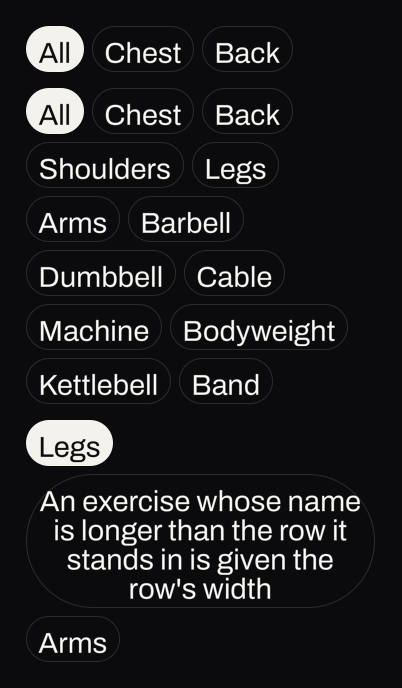 All Chest Back
All Chest Back
Shoulders Legs
Arms Barbell
Dumbbell Cable
Machine Bodyweight
Kettlebell Band
Legs
An exercise whose name
is longer than the row it
stands in is given the
row's width
Arms